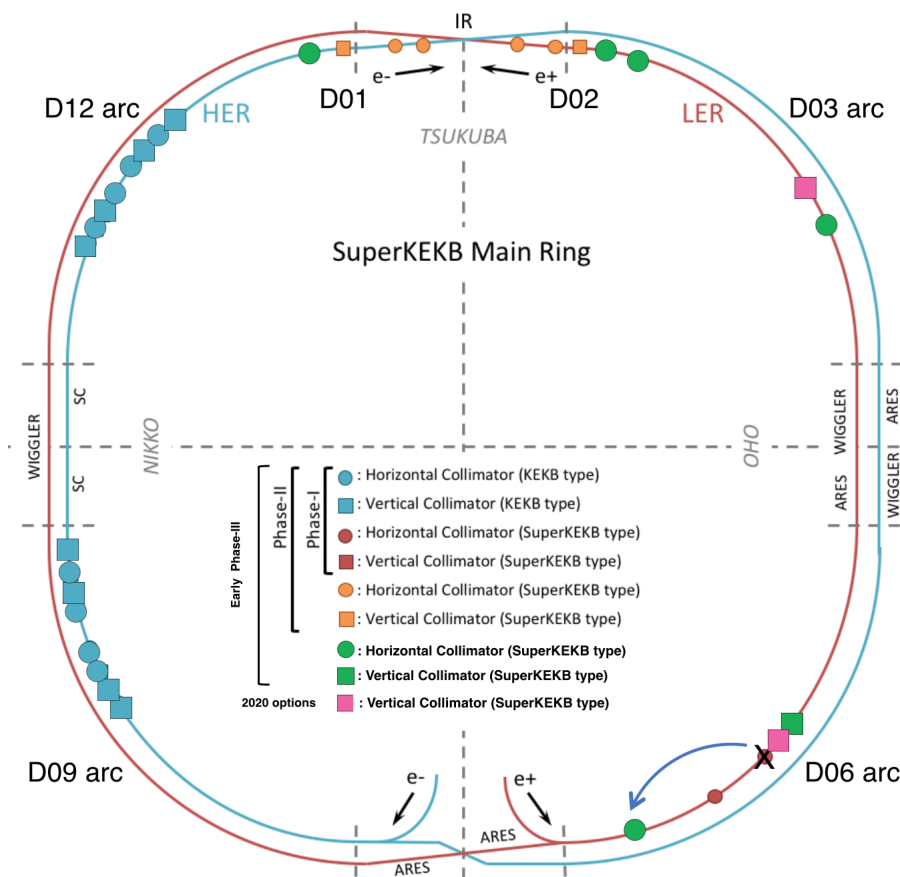 IR
e-
e+
D01
D02
D12 arc
HER
LER
D03 arc
TSUKUBA
SuperKEKB Main Ring
WIGGLER
SC
SC
NIKKO
OHO
WIGGLER
ARES
ARES
WIGGLER
Early Phase-III
Phase-II
Phase-I
: Horizontal Collimator (KEKB type)
: Vertical Collimator (KEKB type)
: Horizontal Collimator (SuperKEKB type)
: Vertical Collimator (SuperKEKB type)
: Horizontal Collimator (SuperKEKB type)
: Vertical Collimator (SuperKEKB type)
: Horizontal Collimator (SuperKEKB type)
: Vertical Collimator (SuperKEKB type)
2020 options
: Vertical Collimator (SuperKEKB type)
X
D09 arc
D06 arc
e-
e+
ARES
ARES